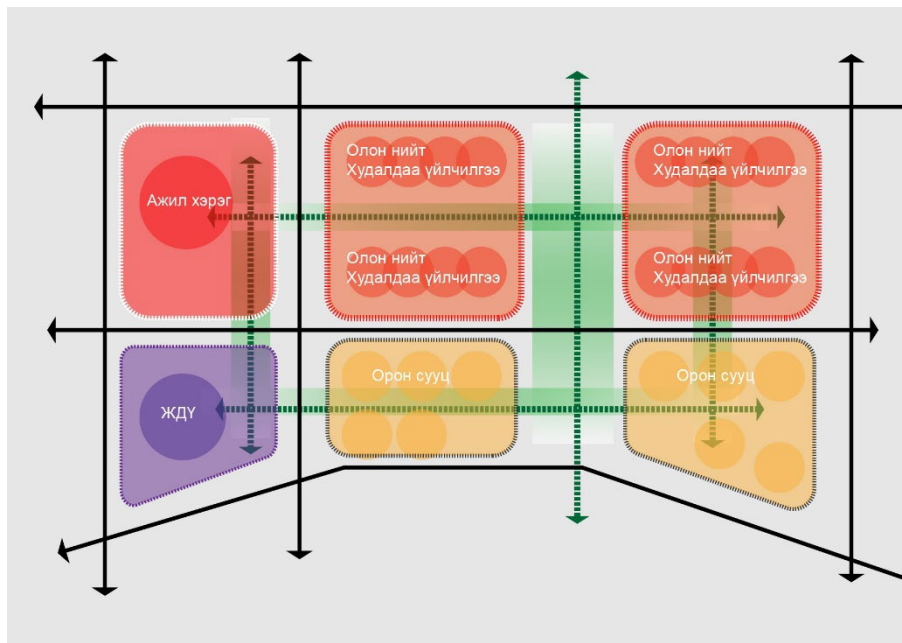 Ажил хэрэг
Олон нийт
Худалдаа үйлчилгээ
Олон нийт
Худалдаа үйлчилгээ
Олон нийт
Худалдаа үйлчилгээ
Олон нийт
Худалдаа үйлчилгээ
ЖДҮ
Орон сууц
Орон сууц